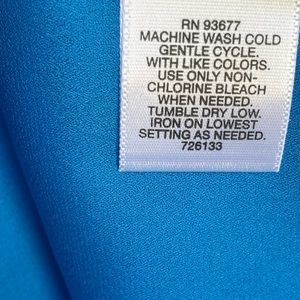 RN 93677
MACHINE WASH COLD
GENTLE CYCLE.
WITH LIKE COLORS.
USE ONLY NON-
CHLORINE BLEACH
WHEN NEEDED.
TUMBLE DRY LOW.
IRON ON LOWEST
SETTING AS NEEDED.
726133